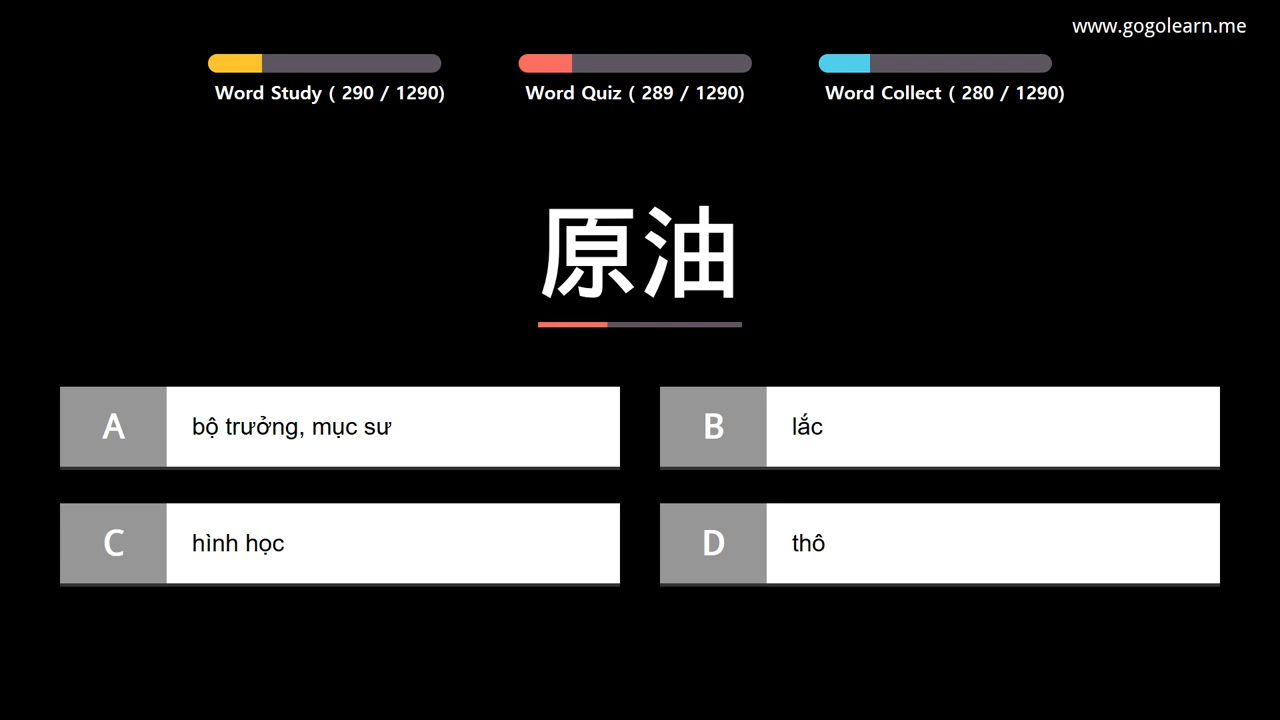 www.gogolearn.me
Word Study ( 290 / 1290)
Word Quiz ( 289 / 1290)
Word Collect ( 280 / 1290)
原油
A bộ trưởng, mục sư
B lắc
C hình học
D thô